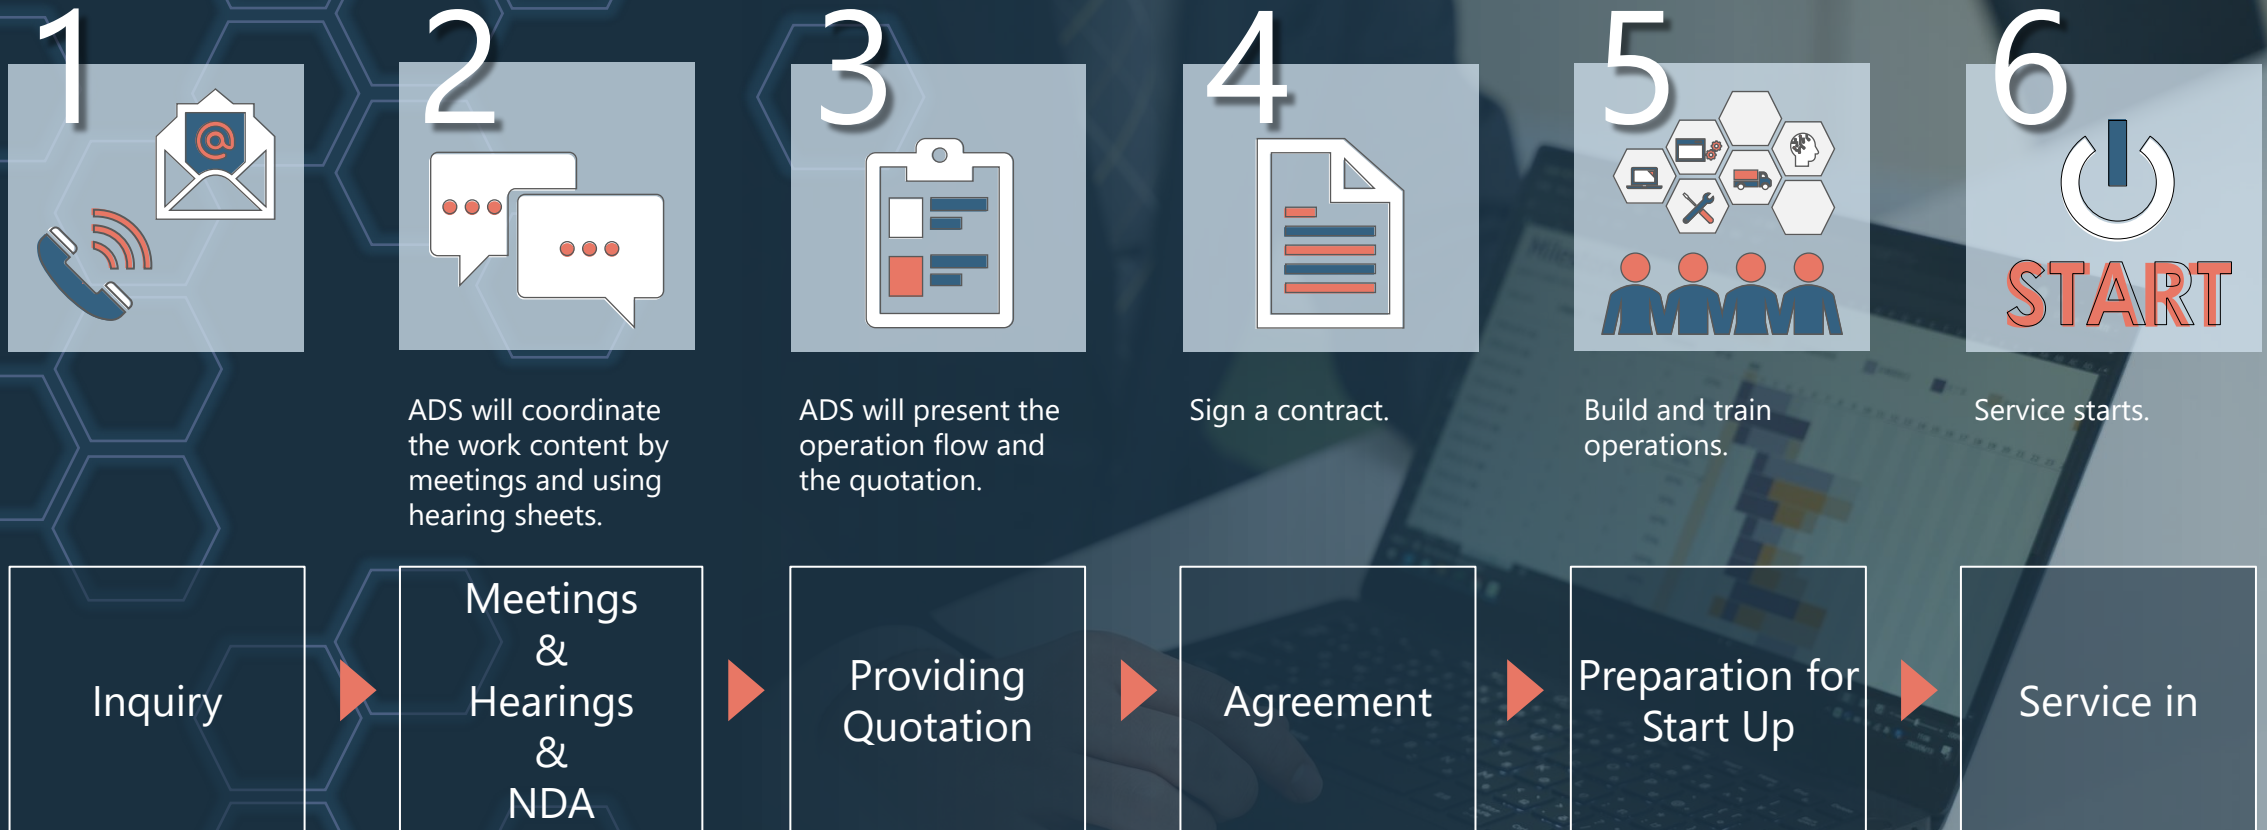 1
2
3
4
5
6
@
START
ADS will coordinate
the work content by
meetings and using
hearing sheets.
ADS will present the
operation flow and
the quotation.
Sign a contract.
Build and train
operations.
Service starts.
Inquiry
Meetings
&
Hearings
&
NDA
Providing
Quotation
Agreement
Preparation for
Start Up
Service in